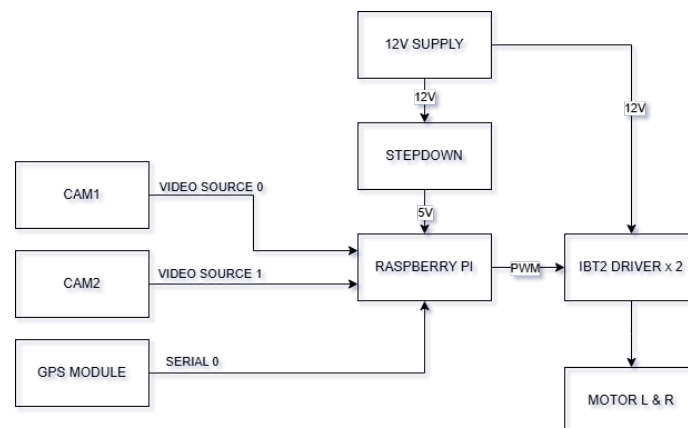 12V SUPPLY
12V
12V
STEPDOWN
CAM1
VIDEO SOURCE 0
5V
RASPBERRY PI
PWM
IBT2 DRIVER x 2
CAM2
VIDEO SOURCE 1
GPS MODULE
SERIAL 0
MOTOR L & R